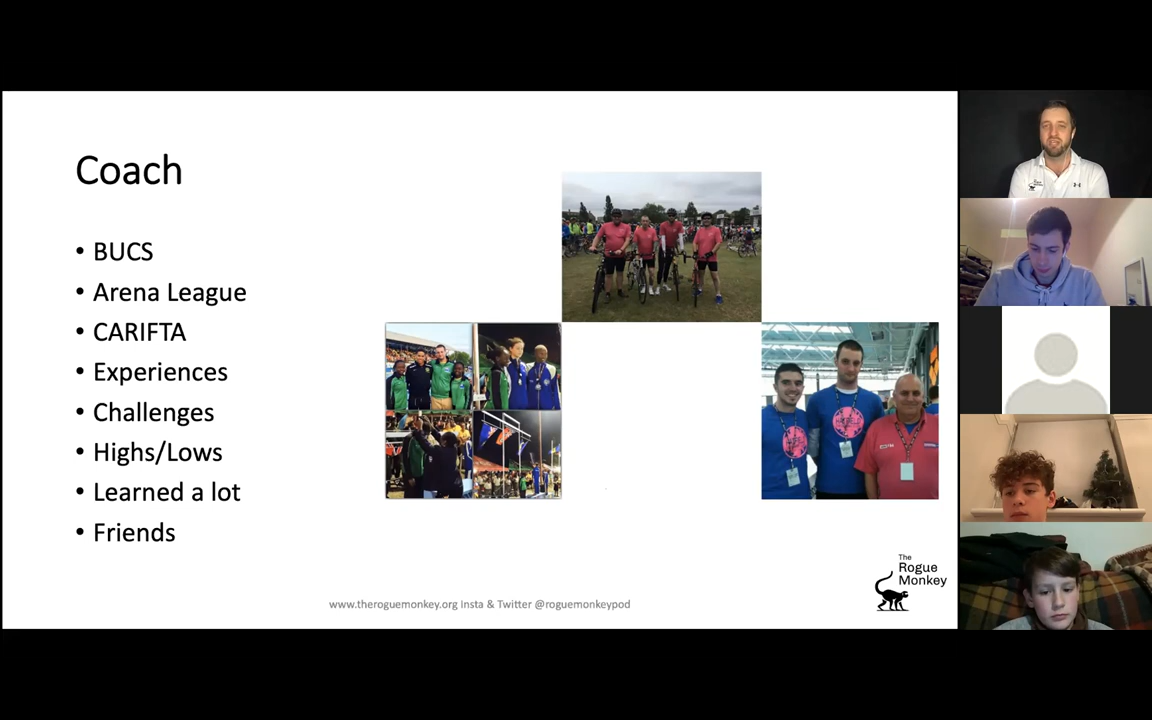 Coach
• BUCS
• Arena League
• CARIFTA
• Experiences
• Challenges
• Highs/Lows
• Learned a lot
• Friends
The
Rogue
Monkey
www.theroguemonkey.org Insta & Twitter @roguemonkeypod